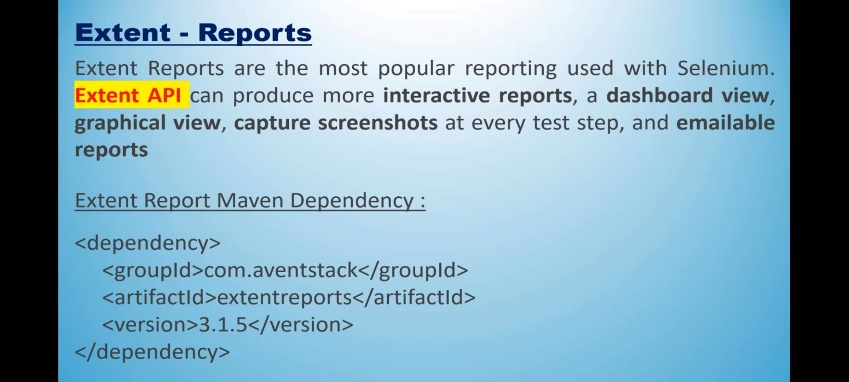 Extent - Reports
Extent Reports are the most popular reporting used with Selenium.
Extent API can produce more interactive reports, a dashboard view,
graphical view, capture screenshots at every test step, and emailable
reports
Extent Report Maven Dependency :
<dependency>
<groupId>com.aventstack</groupId>
<artifactId>extentreports</artifactId>
<version>3.1.5</version>
</dependency>